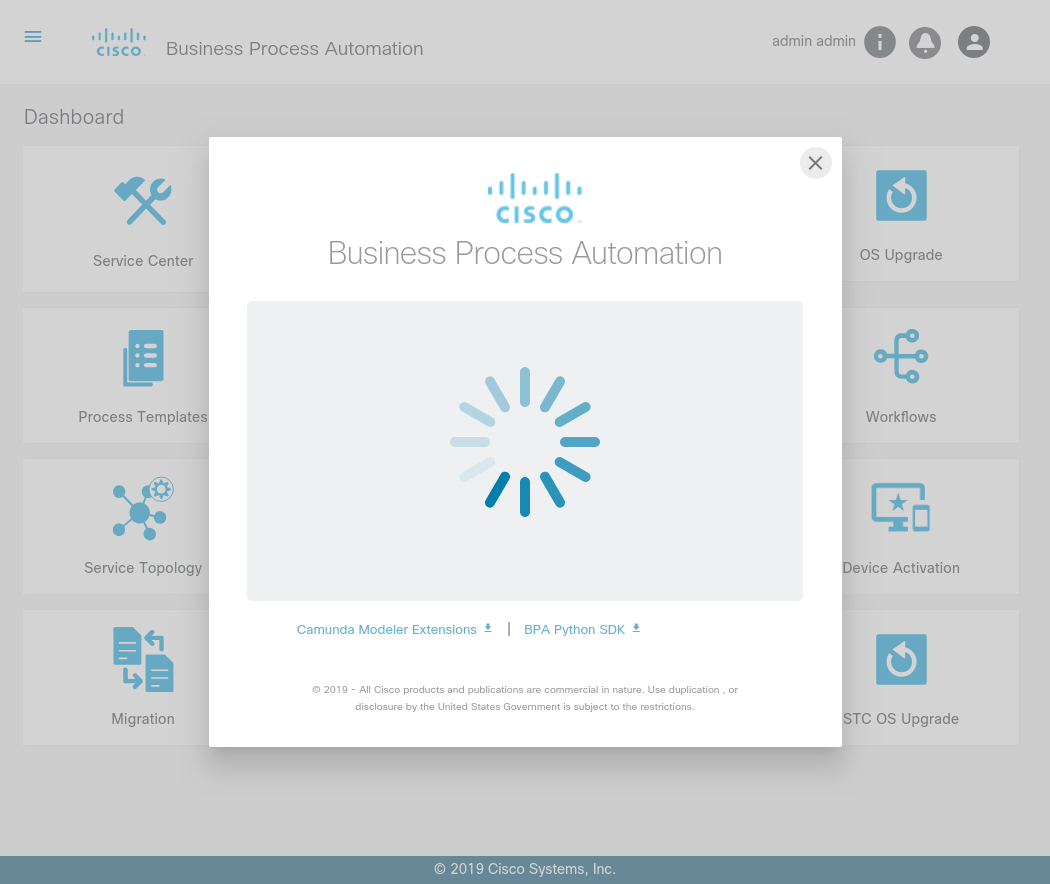 CISCO
Business Process Automation
admin admin
Dashboard
Service Center
OS Upgrade
Process Templates
Workflows
Service Topology
Device Activation
Migration
STC OS Upgrade
CISCO
Business Process Automation
Camunda Modeler Extensions | BPA Python SDK
© 2019 - All Cisco products and publications are commercial in nature. Use duplication , or
disclosure by the United States Government is subject to the restrictions.
© 2019 Cisco Systems, Inc.